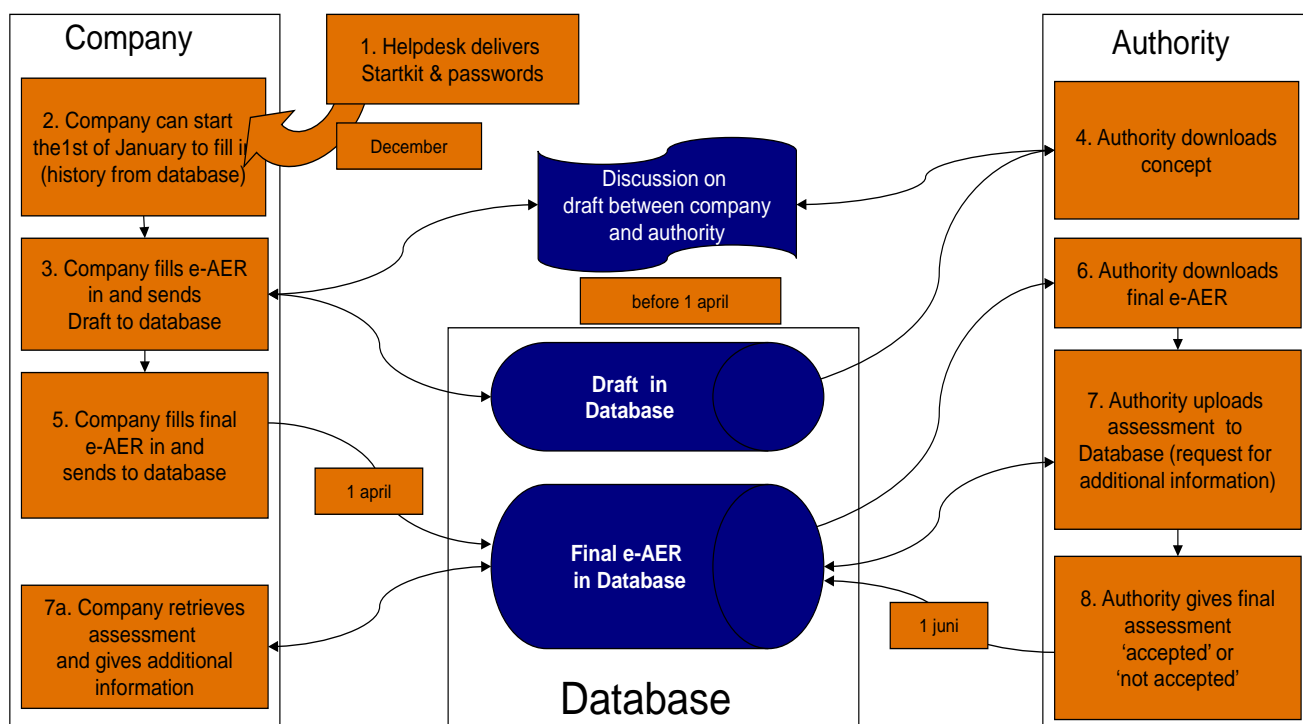 Company
1. Helpdesk delivers
Startkit & passwords
December
2. Company can start
the1st of January to fill in
(history from database)
3. Company fills e-AER
in and sends
Draft to database
5. Company fills final
e-AER in and
sends to database
7a. Company retrieves
assessment
and gives additional
information
1 april
Discussion on
draft between company
and authority
before 1 april
Draft in
Database
Final e-AER
in Database
Database
Authority
4. Authority downloads
concept
6. Authority downloads
final e-AER
7. Authority uploads
assessment to
Database (request for
additional information)
8. Authority gives final
assessment
‘accepted’ or
‘not accepted’
1 juni